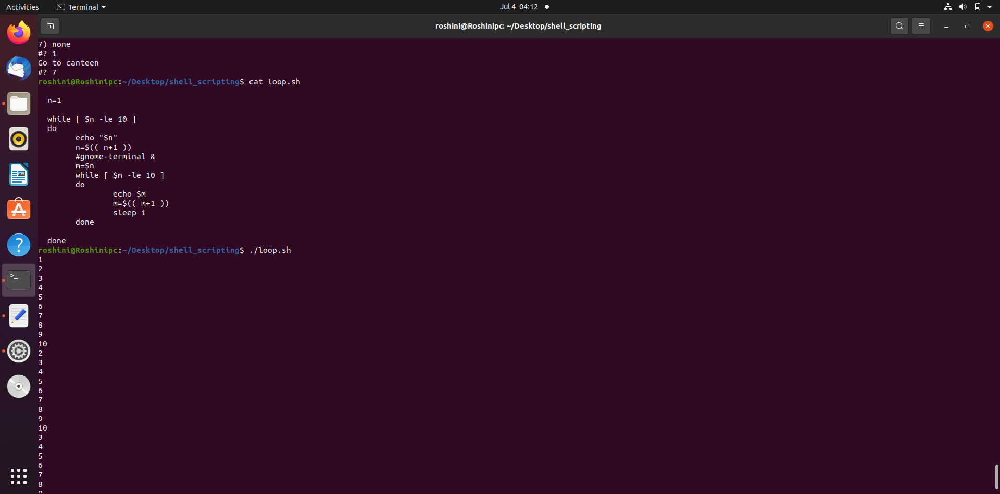 Activities
Terminal
Jul 4 04:12
roshini@Roshinipc: ~/Desktop/shell_scripting
7) none
#? 1
Go to canteen
#? 7
roshini@Roshinipc:~/Desktop/shell_scripting$ cat loop.sh
n=1
while [ $n -le 10 ]
do
echo "$n"
n=$(( n+1 ))
#gnome-terminal &
m=$n
while [ $m -le 10 ]
do
echo $m
m=$(( m+1 ))
sleep 1
done
done
roshini@Roshinipc:~/Desktop/shell_scripting$ ./loop.sh
1
2
3
4
5
6
7
8
9
10
2
3
4
5
6
7
8
9
10
3
4
5
6
7
8
9